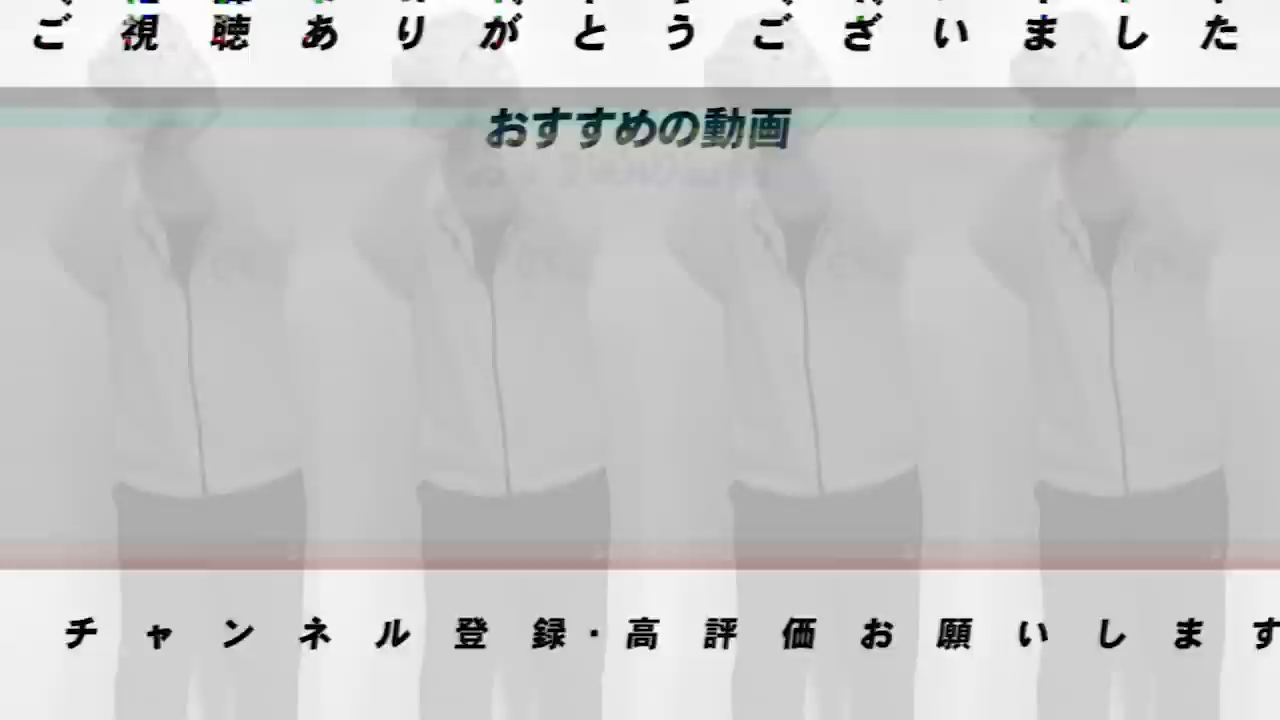 ご視聴ありがとうございました
おすすめの動画
チャンネル登録・高評価お願いします